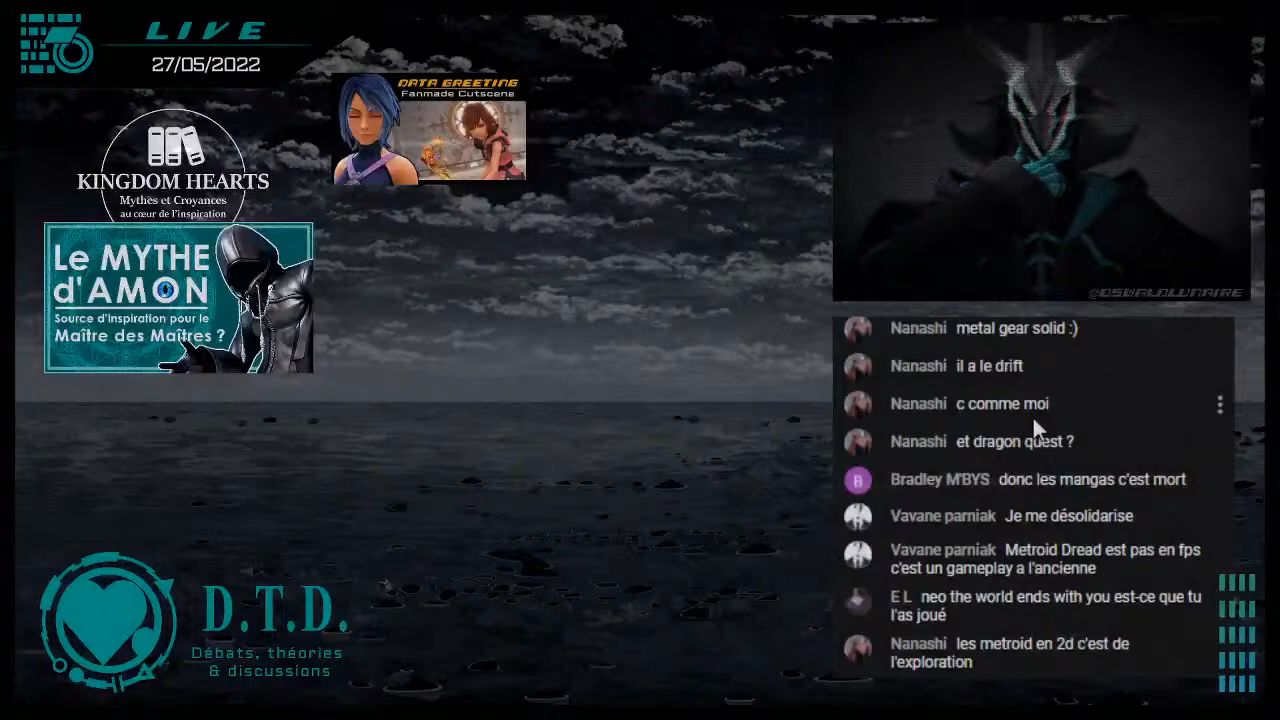 LIVE
27/05/2022
DATA GREETING
Fanmade Cutscene
KINGDOM HEARTS
Mythes et Croyances
au cœur de l'inspiration
Le MYTHE
d'AMON
Source d'inspiration pour le
Maître des Maîtres ?
@OSWALDLUNAIRE
Nanashi metal gear solid :)
Nanashi il a le drift
Nanashi c comme moi
Nanashi et dragon quest ?
B Bradley M'BYS donc les mangas c'est mort
Vavane parniak Je me désolidarise
Vavane parniak Metroid Dread est pas en fps
c'est un gameplay a l'ancienne
E L neo the world ends with you est-ce que tu
l'as joué
Nanashi les metroid en 2d c'est de
l'exploration
D.T.D.
Débats, théories
& discussions